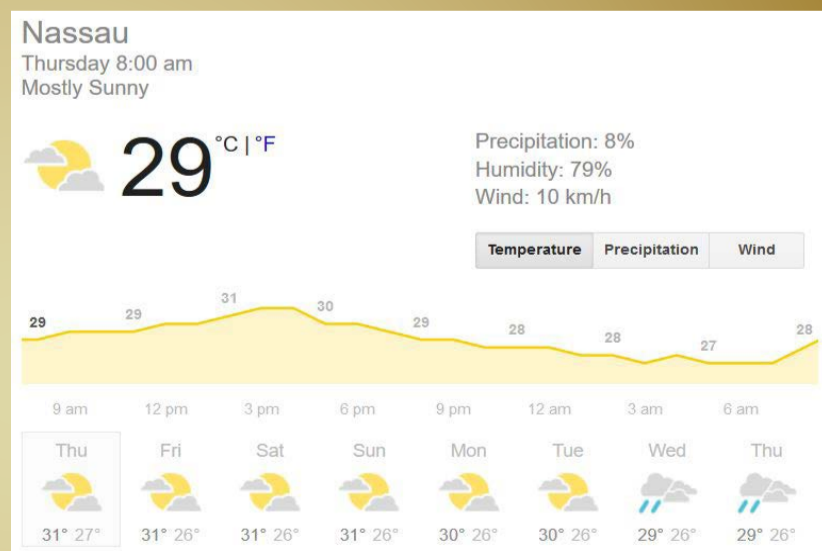 Nassau
Thursday 8:00 am
Mostly Sunny
29 °C | °F
Precipitation: 8%
Humidity: 79%
Wind: 10 km/h
Temperature Precipitation Wind
29 29 31 30 29 28 28 27 28
9 am 12 pm 3 pm 6 pm 9 pm 12 am 3 am 6 am
Thu Fri Sat Sun Mon Tue Wed Thu
31° 27° 31° 26° 31° 26° 31° 26° 30° 26° 30° 26° 29° 26° 29° 26°